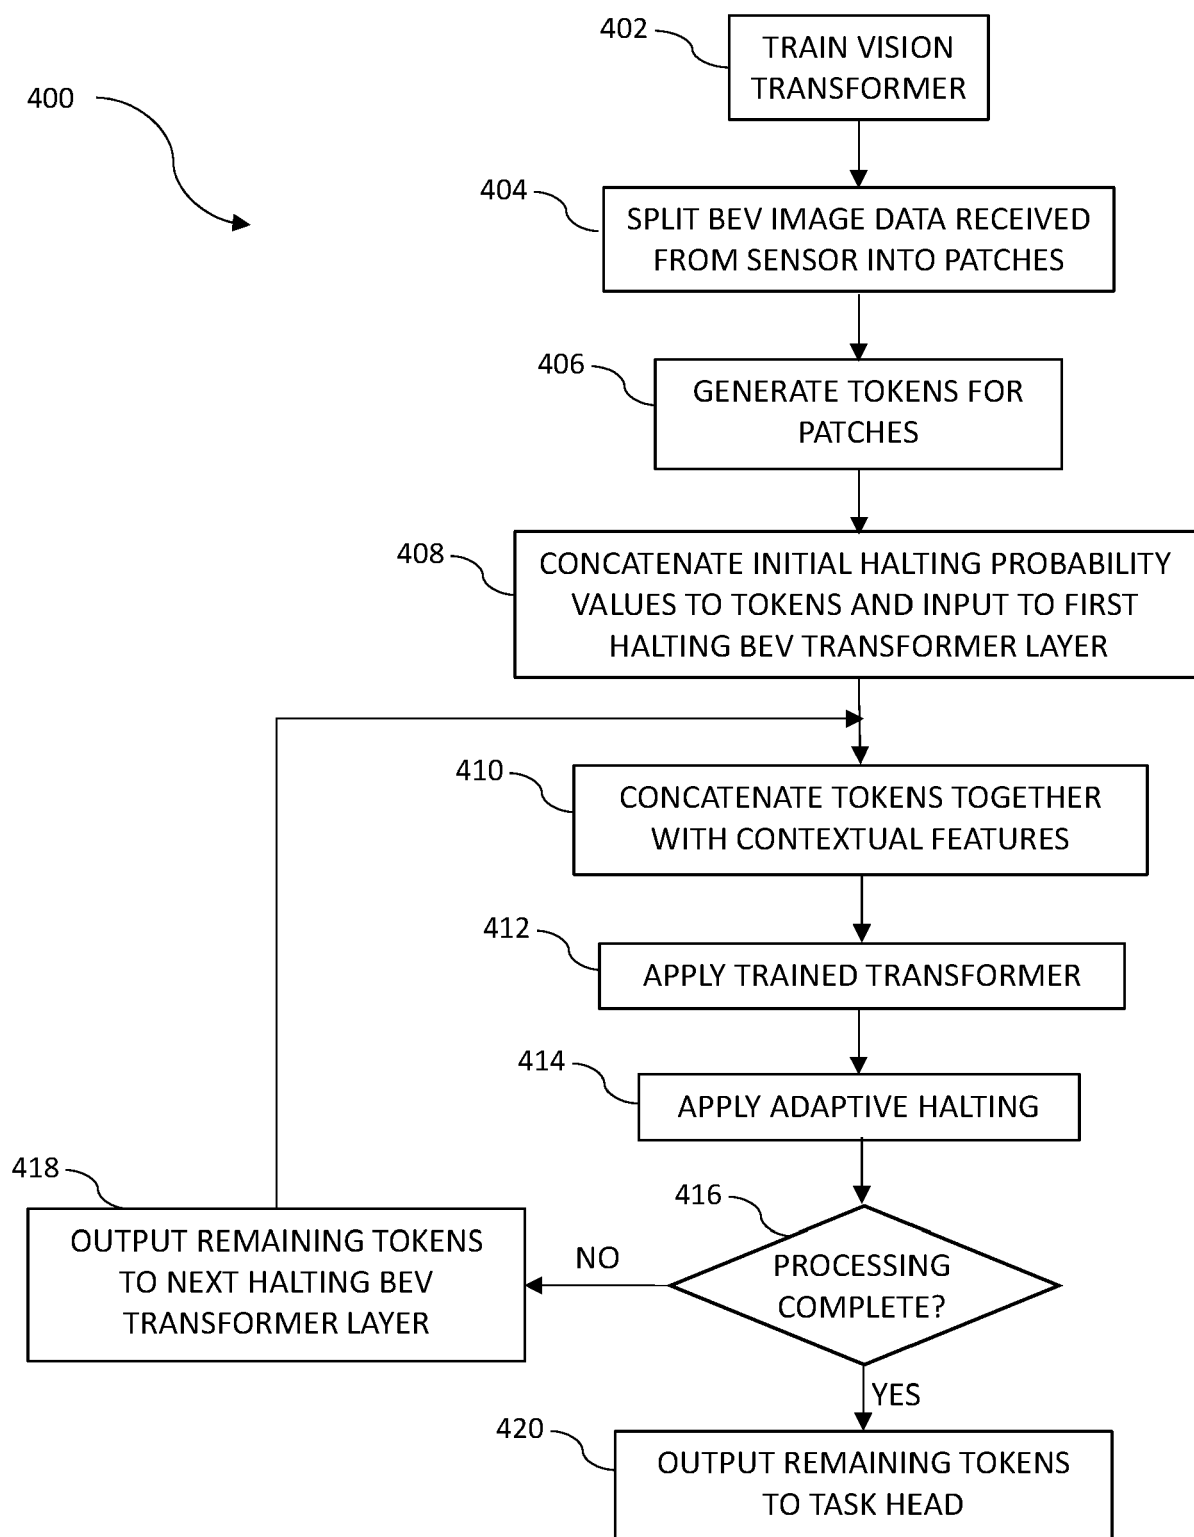 402
TRAIN VISION
TRANSFORMER
400
404
SPLIT BEV IMAGE DATA RECEIVED
FROM SENSOR INTO PATCHES
406
GENERATE TOKENS FOR
PATCHES
408
CONCATENATE INITIAL HALTING PROBABILITY
VALUES TO TOKENS AND INPUT TO FIRST
HALTING BEV TRANSFORMER LAYER
410
CONCATENATE TOKENS TOGETHER
WITH CONTEXTUAL FEATURES
412
APPLY TRAINED TRANSFORMER
414
APPLY ADAPTIVE HALTING
416
PROCESSING
COMPLETE?
NO
418
OUTPUT REMAINING TOKENS
TO NEXT HALTING BEV
TRANSFORMER LAYER
YES
420
OUTPUT REMAINING TOKENS
TO TASK HEAD